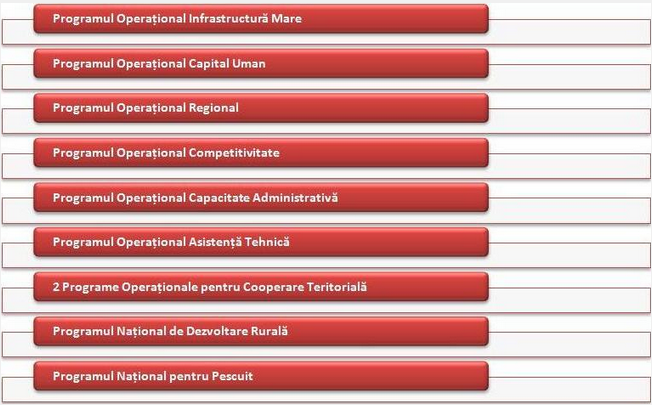 Programul Operațional Infrastructură Mare
Programul Operațional Capital Uman
Programul Operațional Regional
Programul Operațional Competitivitate
Programul Operațional Capacitate Administrativă
Programul Operațional Asistență Tehnică
2 Programe Operaționale pentru Cooperare Teritorială
Programul Național de Dezvoltare Rurală
Programul Național pentru Pescuit